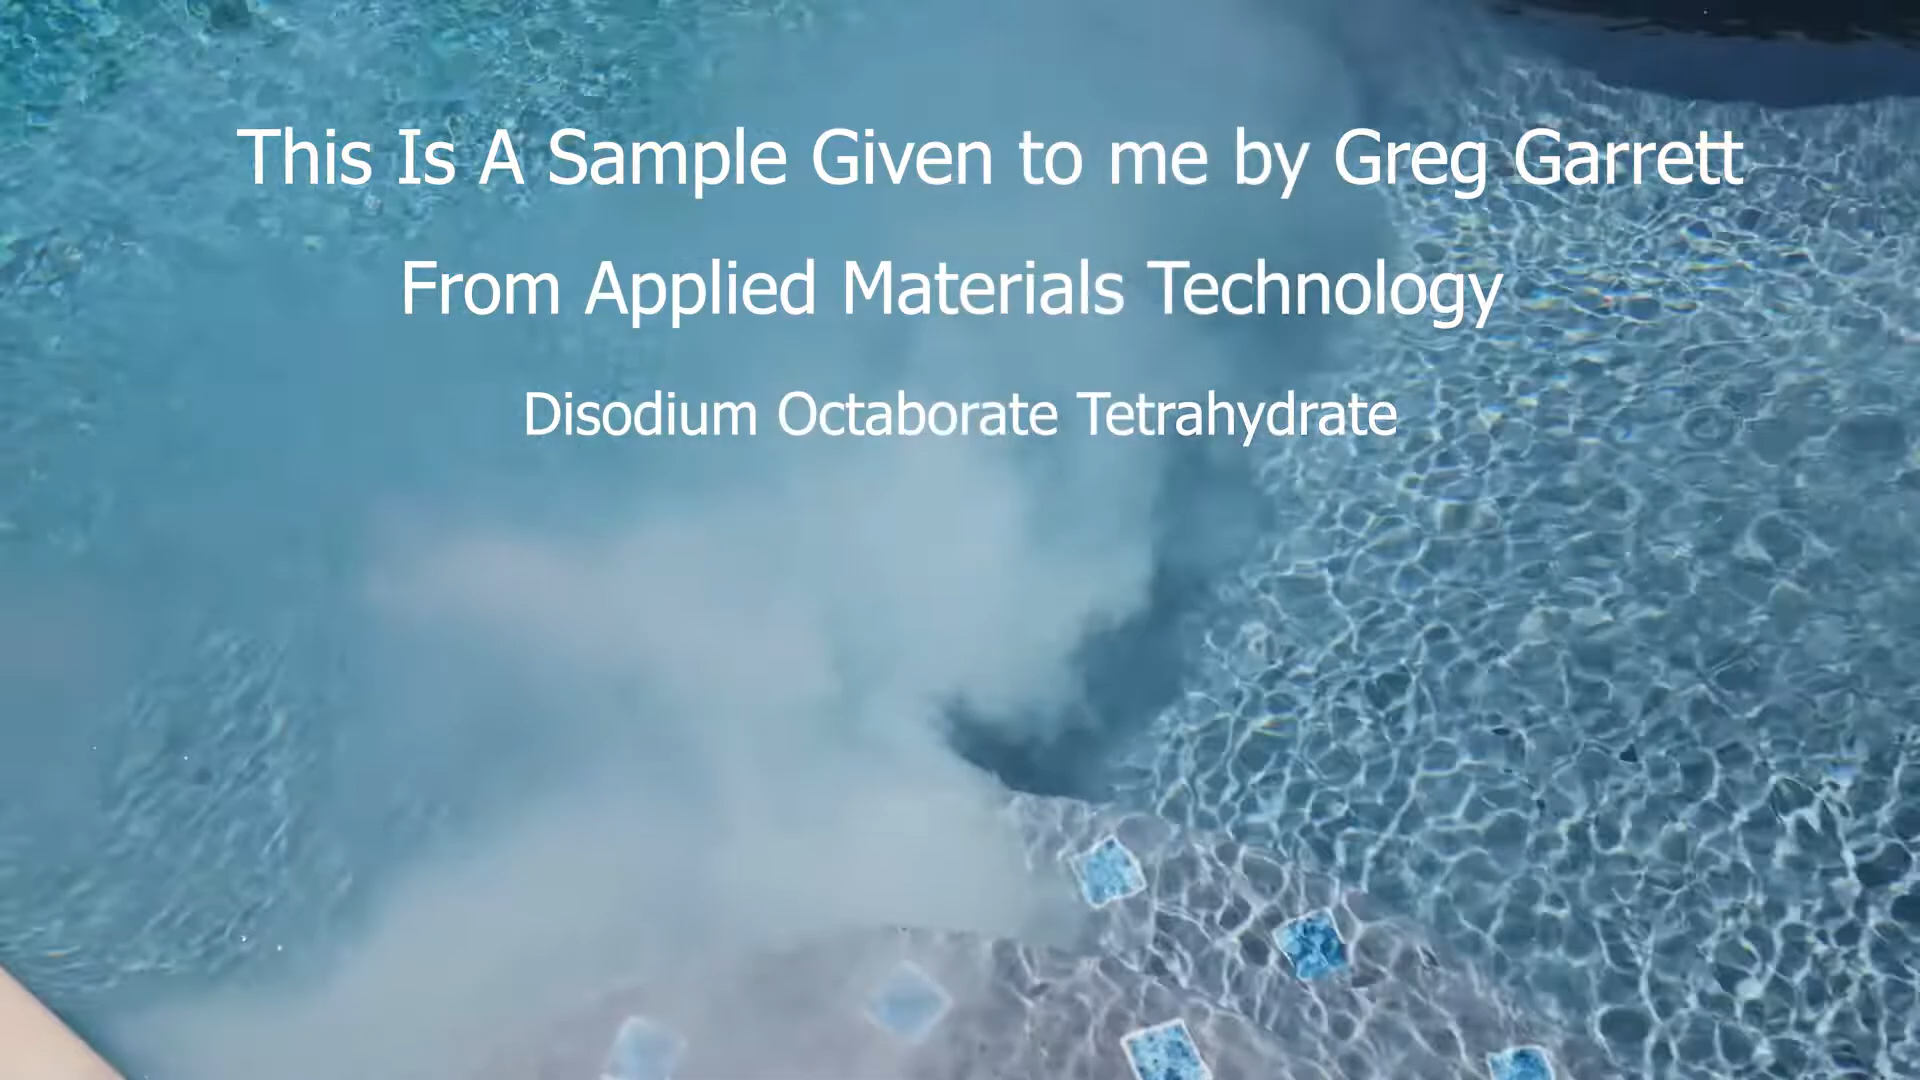 This Is A Sample Given to me by Greg Garrett
From Applied Materials Technology
Disodium Octaborate Tetrahydrate